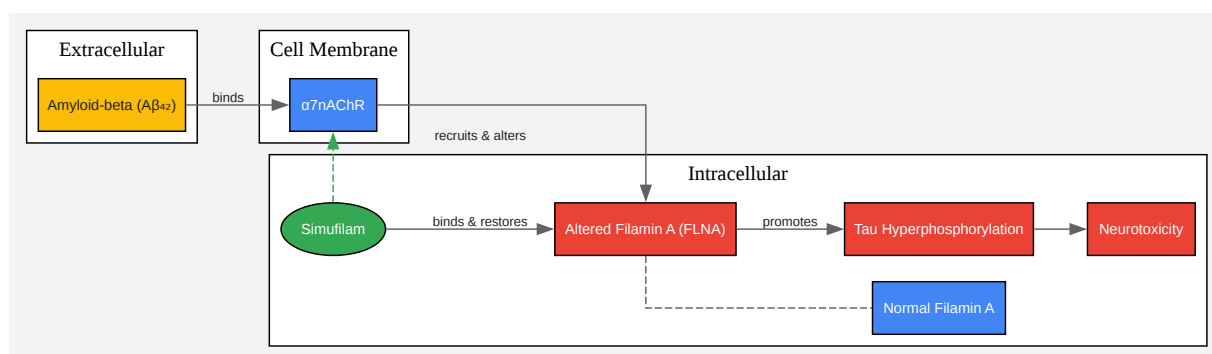 Extracellular
Cell Membrane
Amyloid-beta (Aβ₄₂)
binds
α7nAChR
recruits & alters
Intracellular
Simufilam
binds & restores
Altered Filamin A (FLNA)
promotes
Tau Hyperphosphorylation
Neurotoxicity
Normal Filamin A